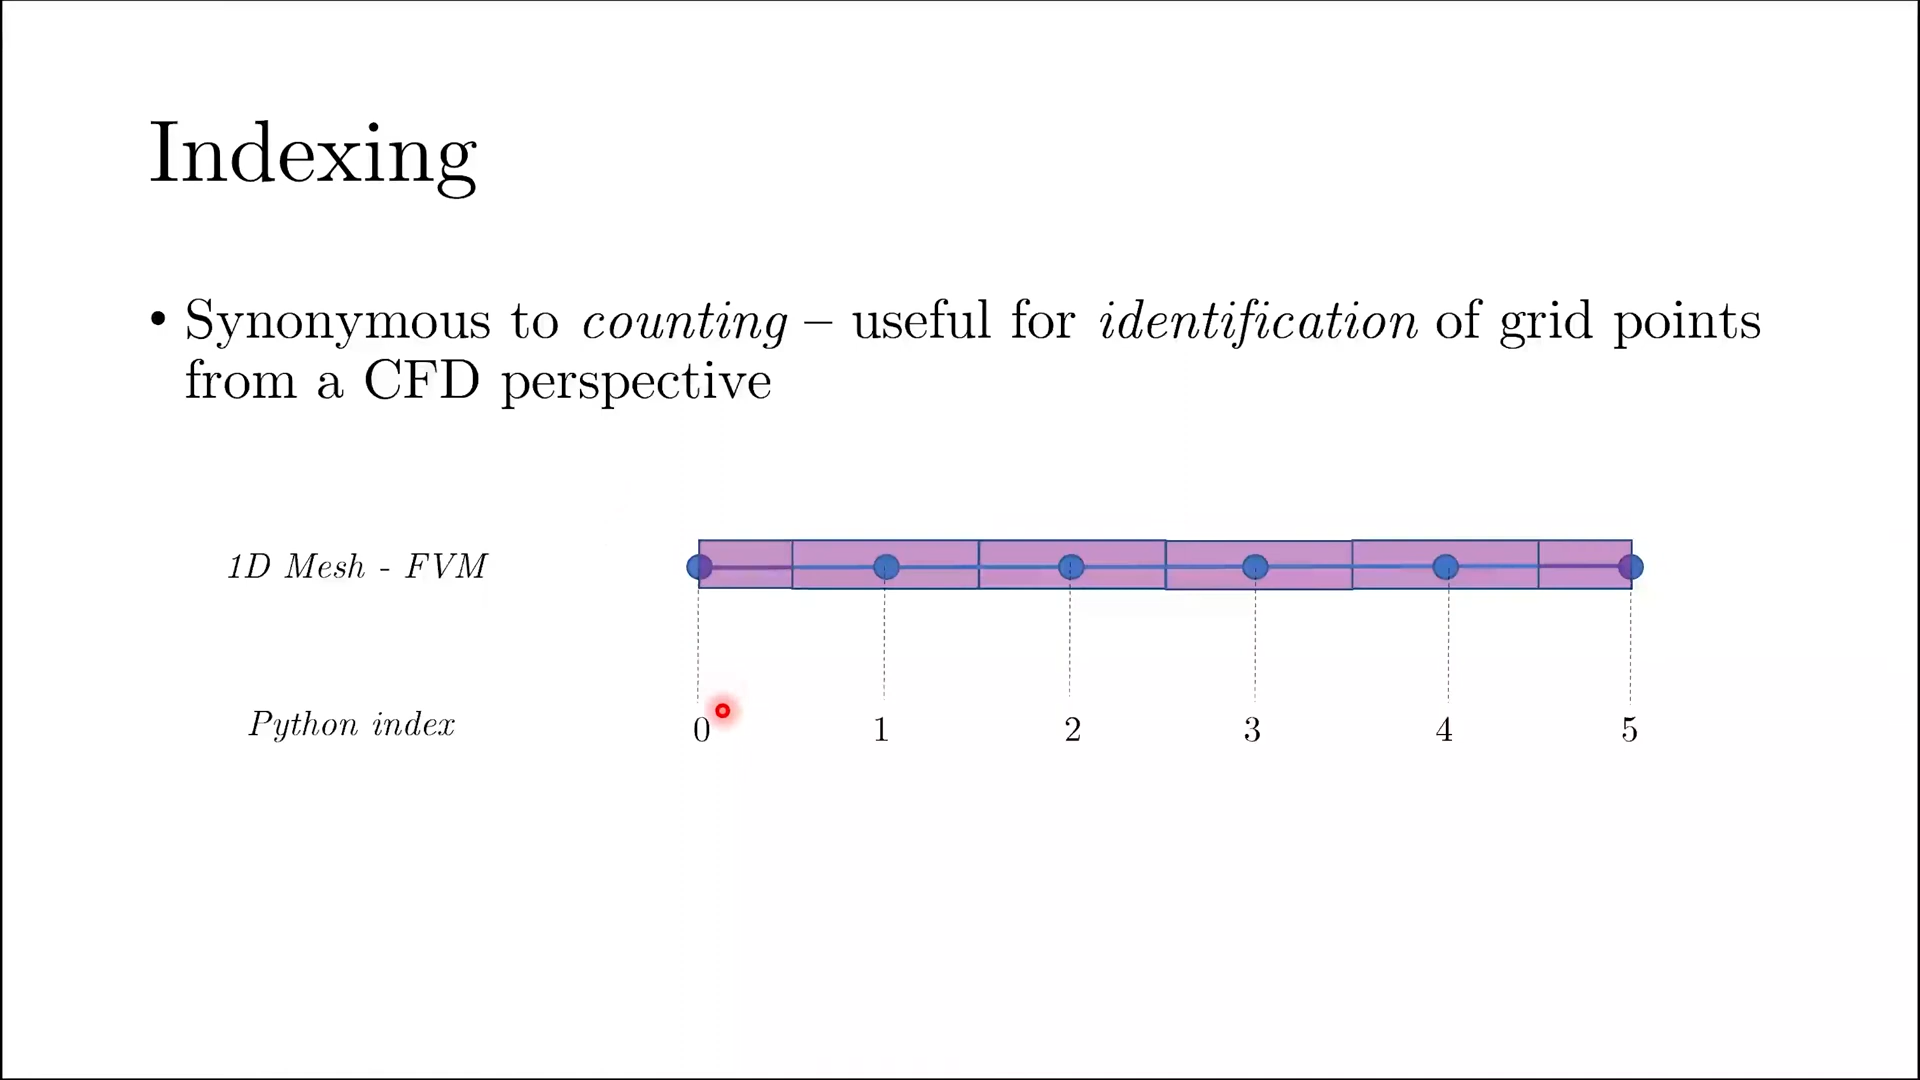 Indexing
• Synonymous to counting – useful for identification of grid points
from a CFD perspective
1D Mesh - FVM
Python index 0 1 2 3 4 5